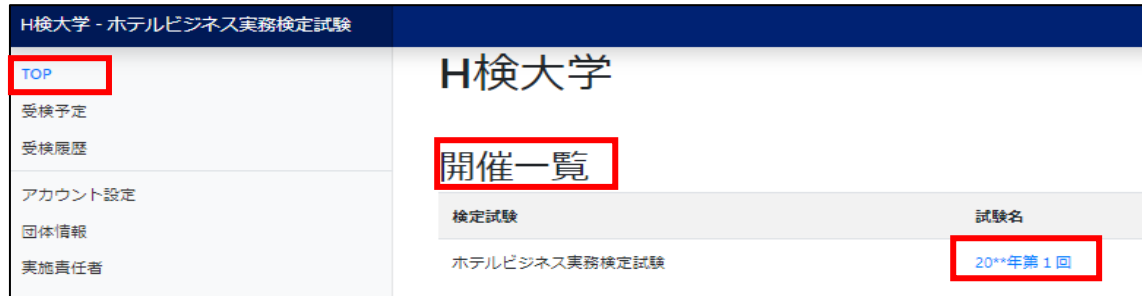 H検大学 - ホテルビジネス実務検定試験
TOP
受検予定
受検履歴
アカウント設定
団体情報
実施責任者
H検大学
開催一覧
検定試験 試験名
ホテルビジネス実務検定試験 20**年第１回